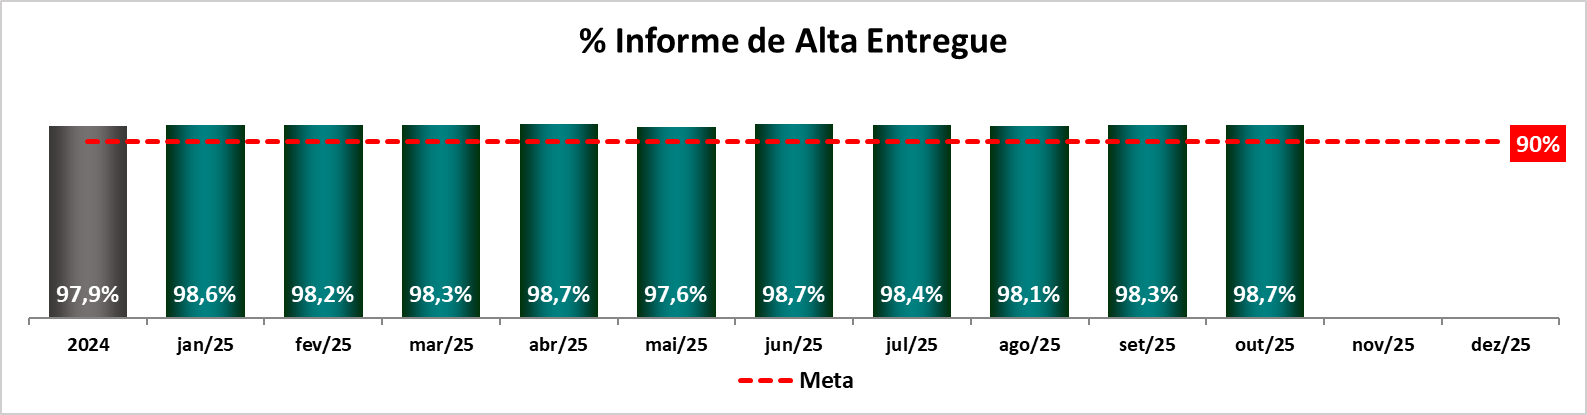 % Informe de Alta Entregue
90%
97,9% 98,6% 98,2% 98,3% 98,7% 97,6% 98,7% 98,4% 98,1% 98,3% 98,7%
2024 jan/25 fev/25 mar/25 abr/25 mai/25 jun/25 jul/25 ago/25 set/25 out/25 nov/25 dez/25
Meta